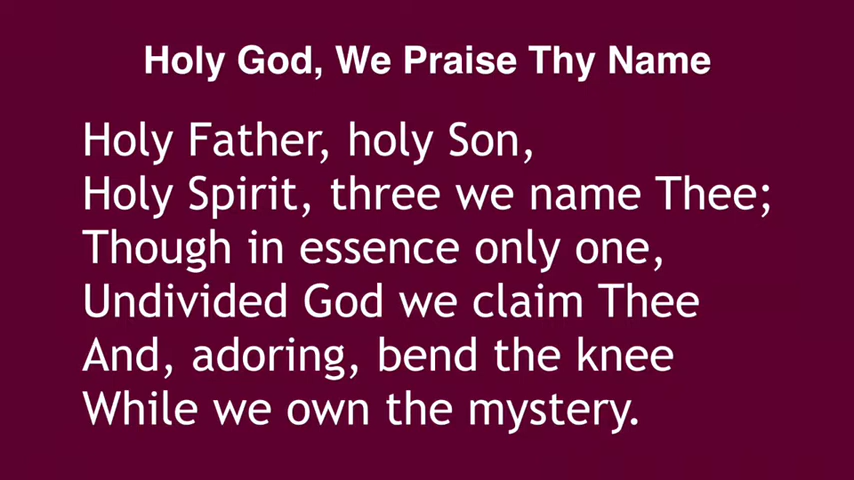 Holy God, We Praise Thy Name
Holy Father, holy Son,
Holy Spirit, three we name Thee;
Though in essence only one,
Undivided God we claim Thee
And, adoring, bend the knee
While we own the mystery.